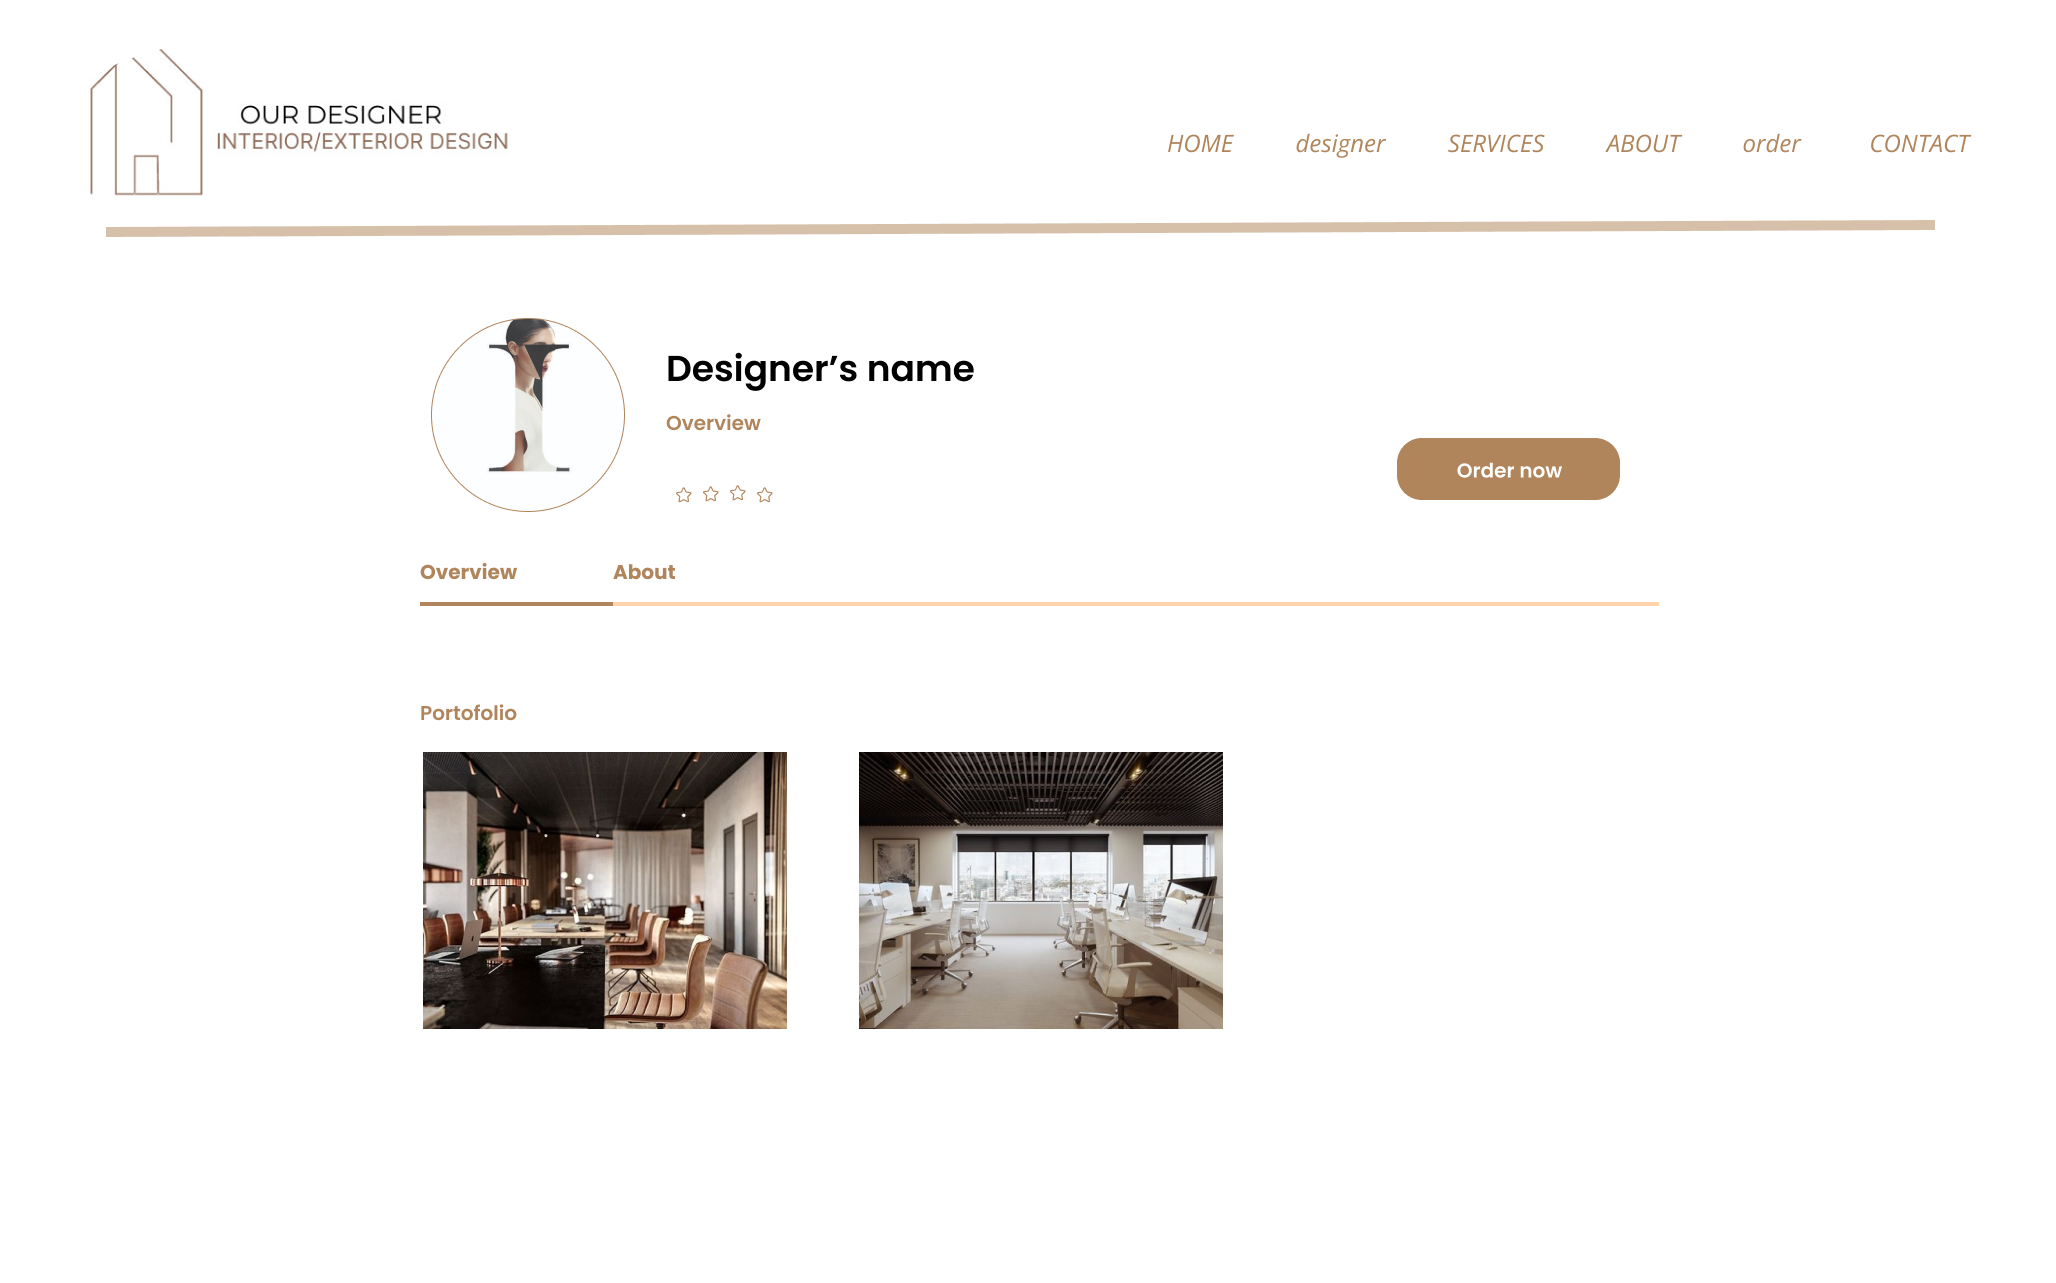 OUR DESIGNER
INTERIOR/EXTERIOR DESIGN
HOME designer SERVICES ABOUT order CONTACT
Designer’s name
Overview
Order now
Overview About
Portofolio